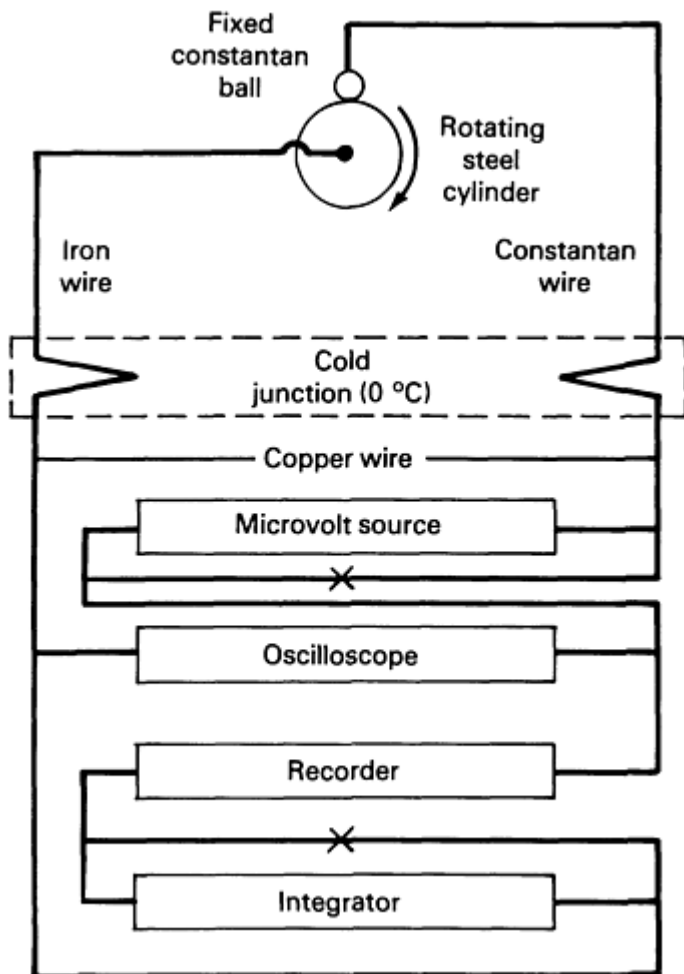 Fixed
constantan
ball
Rotating
steel
cylinder
Iron
wire
Constantan
wire
Cold
junction (0 °C)
Copper wire
Microvolt source
Oscilloscope
Recorder
Integrator